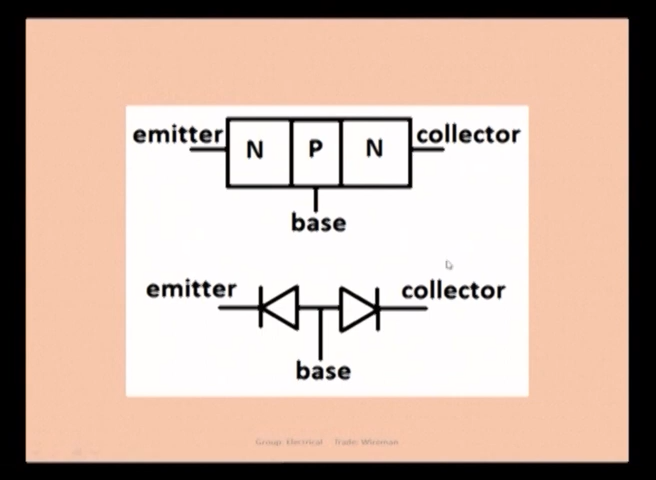 emitter N P N collector
base
emitter collector
base
Group: Electrical Trade: Wireman